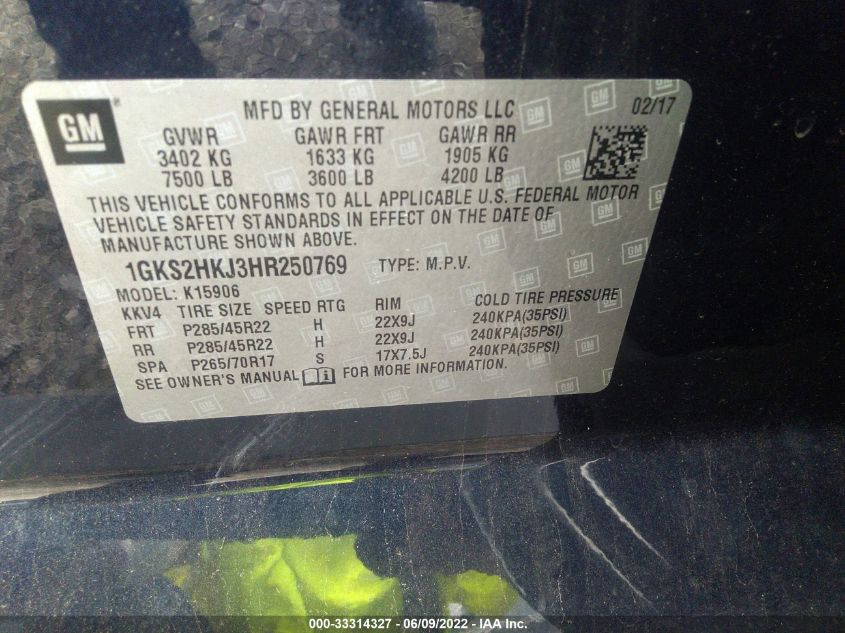 GM MFD BY GENERAL MOTORS LLC 02/17
GVWR GAWR FRT GAWR RR
3402 KG 1633 KG 1905 KG
7500 LB 3600 LB 4200 LB
THIS VEHICLE CONFORMS TO ALL APPLICABLE U.S. FEDERAL MOTOR
VEHICLE SAFETY STANDARDS IN EFFECT ON THE DATE OF
MANUFACTURE SHOWN ABOVE.
1GKS2HKJ3HR250769 TYPE: M.P.V.
MODEL: K15906
KKV4 TIRE SIZE SPEED RTG RIM COLD TIRE PRESSURE
FRT P285/45R22 H 22X9J 240KPA(35PSI)
RR P285/45R22 H 22X9J 240KPA(35PSI)
SPA P265/70R17 S 17X7.5J 240KPA(35PSI)
SEE OWNER'S MANUAL FOR MORE INFORMATION.
000-33314327 - 06/09/2022 - IAA Inc.